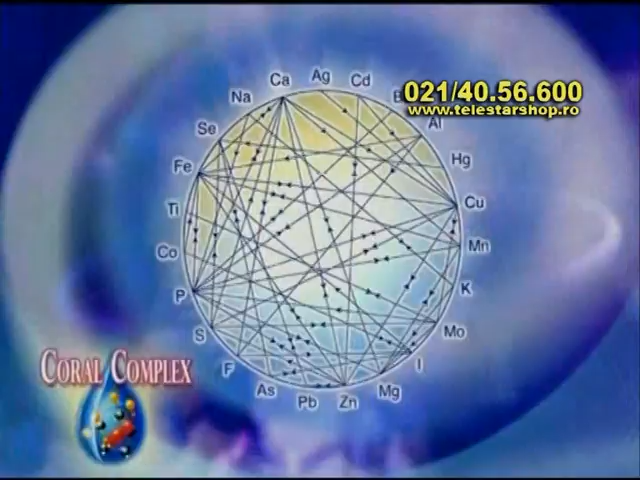 021/40.56.600
www.telestarshop.ro
Ca Ag Cd
Na
Se Al
Fe Hg
Ti Cu
Co Mn
P K
S Mo
F I
As Mg
Pb Zn
CORAL COMPLEX